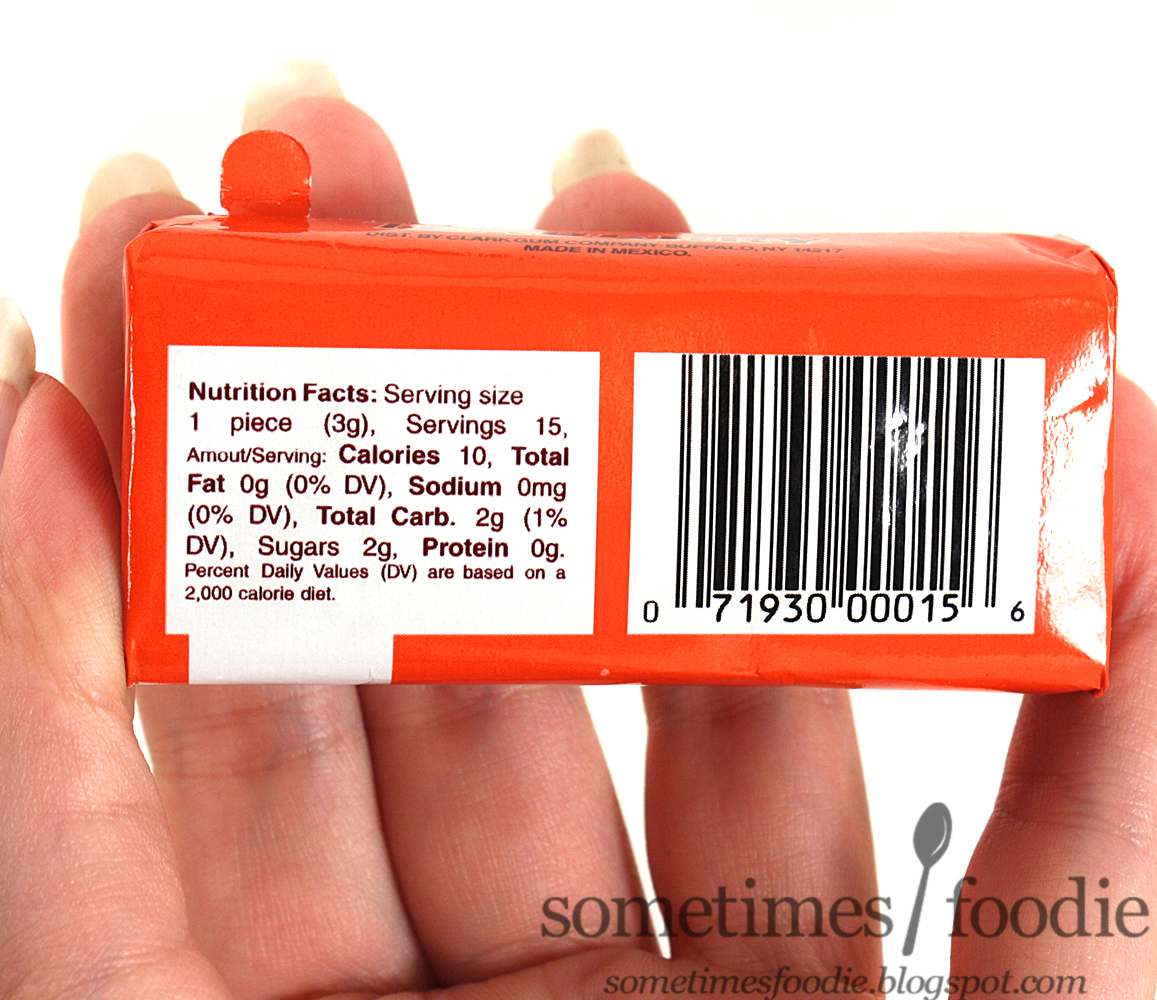 DIST. BY CLARK GUM COMPANY BUFFALO, NY 14217
MADE IN MEXICO.
Nutrition Facts: Serving size
1 piece (3g), Servings 15,
Amout/Serving: Calories 10, Total
Fat 0g (0% DV), Sodium 0mg
(0% DV), Total Carb. 2g (1%
DV), Sugars 2g, Protein 0g.
Percent Daily Values (DV) are based on a
2,000 calorie diet.
0 71930 00015 6
sometimes foodie
sometimesfoodie.blogspot.com